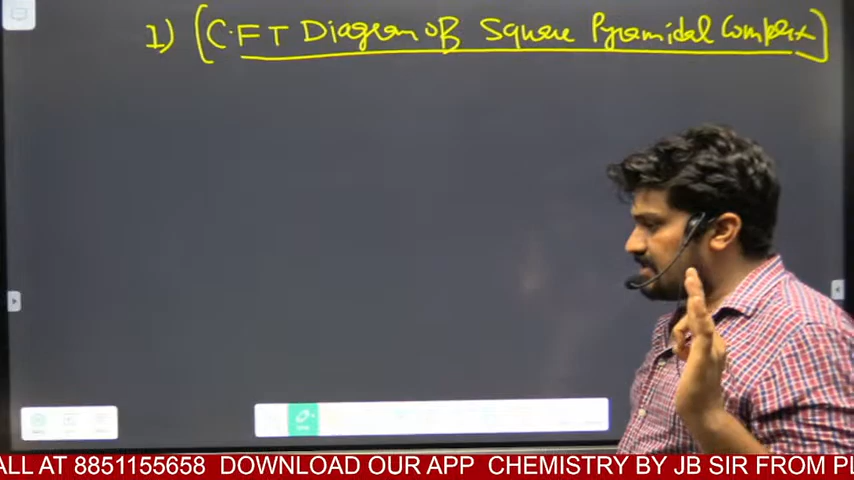 1) (C.F T Diagram of Square Pyramidal Complex)
ALL AT 8851155658 DOWNLOAD OUR APP CHEMISTRY BY JB SIR FROM PL